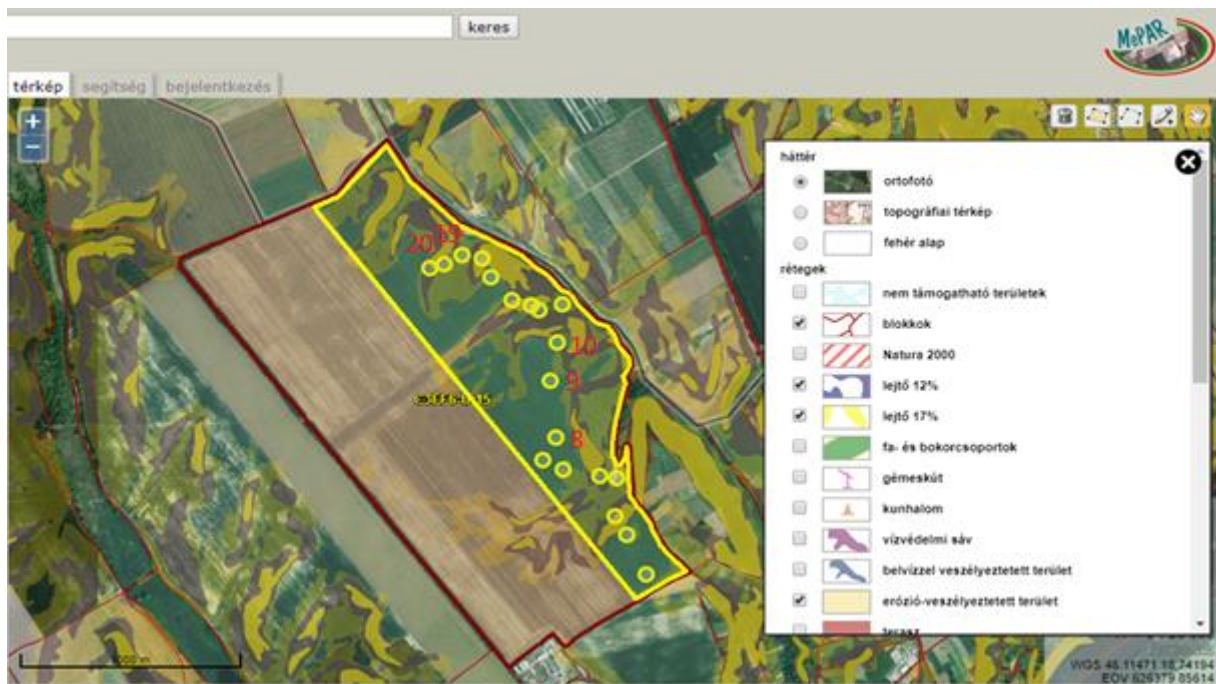 keres
MePAR
térkép segítség bejelentkezés
+
−
háttér
ortofotó
topográfiai térkép
fehér alap
rétegek
nem támogatható területek
blokkok
Natura 2000
lejtő 12%
lejtő 17%
fa- és bokorcsoportok
gémeskút
kunhalom
vízvédelmi sáv
belvízzel veszélyeztetett terület
erózió-veszélyeztetett terület
terasz
20 19
10
9
8
WGS 46.11471 18.74194
EOV 626379 85614